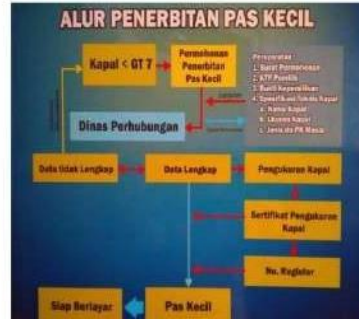 ALUR PENERBITAN PAS KECIL
Kapal < GT 7
Permohonan
Penerbitan
Pas Kecil
Persyaratan :
1. Surat Permohonan
2. KTP Pemilik
3. Bukti Kepemilikan
4. Spesifikasi Teknis Kapal
a. Nama Kapal
b. Ukuran Kapal
c. Jenis dan PK Mesin
Dinas Perhubungan
Data tidak Lengkap
Data Lengkap
Pengukuran Kapal
Sertifikat Pengukuran
Kapal
No. Register
Siap Berlayar
Pas Kecil